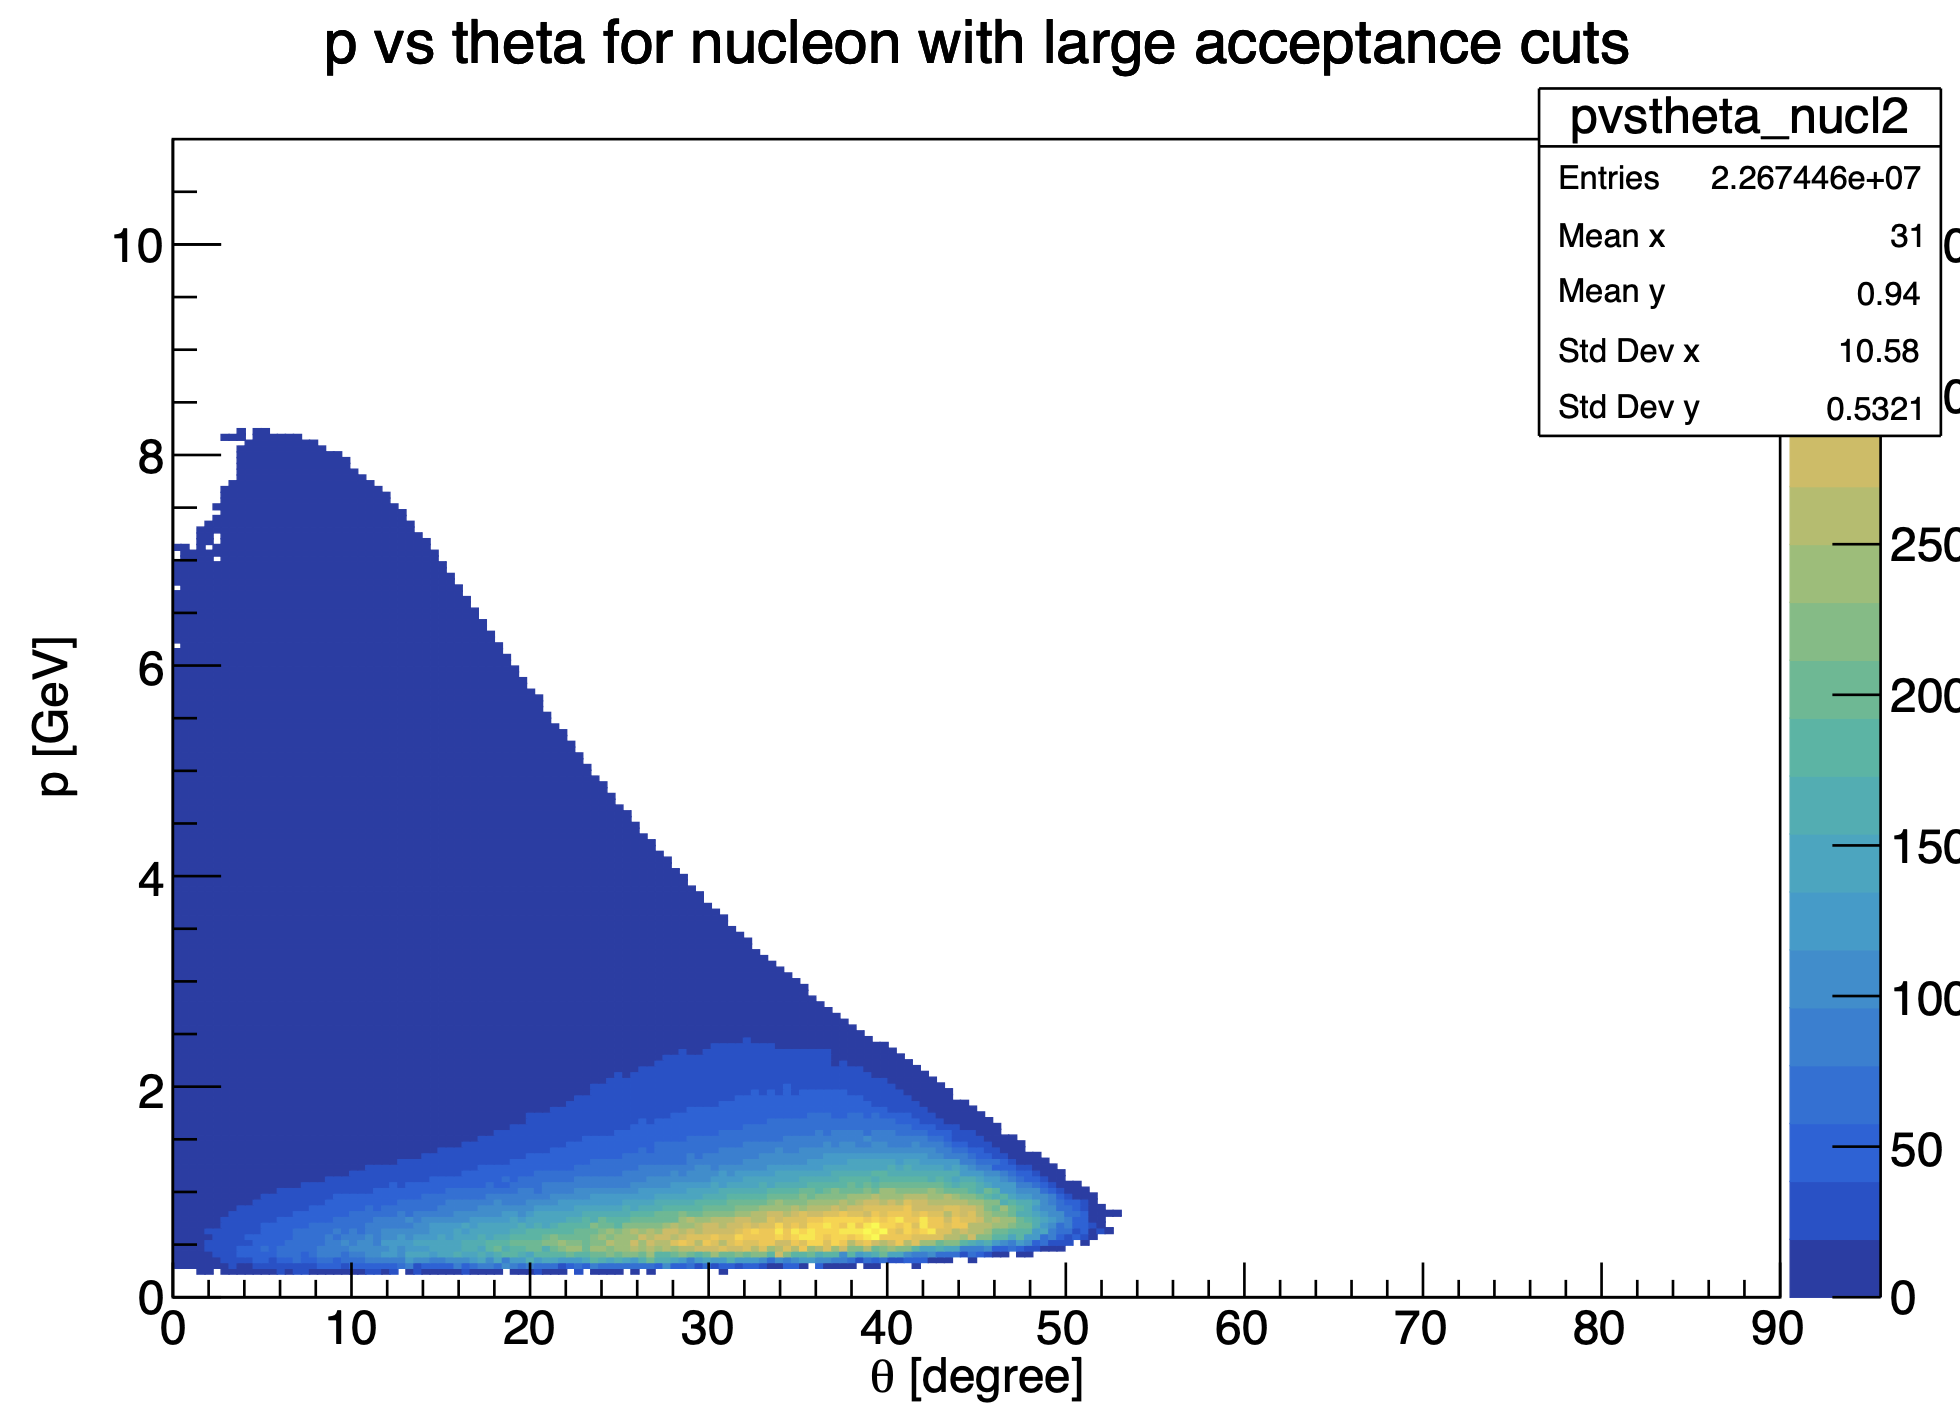 p vs theta for nucleon with large acceptance cuts
pvstheta_nucl2
Entries 2.267446e+07
Mean x 31
Mean y 0.94
Std Dev x 10.58
Std Dev y 0.5321
10
8
6
4
2
0
p [GeV]
0 10 20 30 40 50 60 70 80 90
θ [degree]
250
200
150
100
50
0